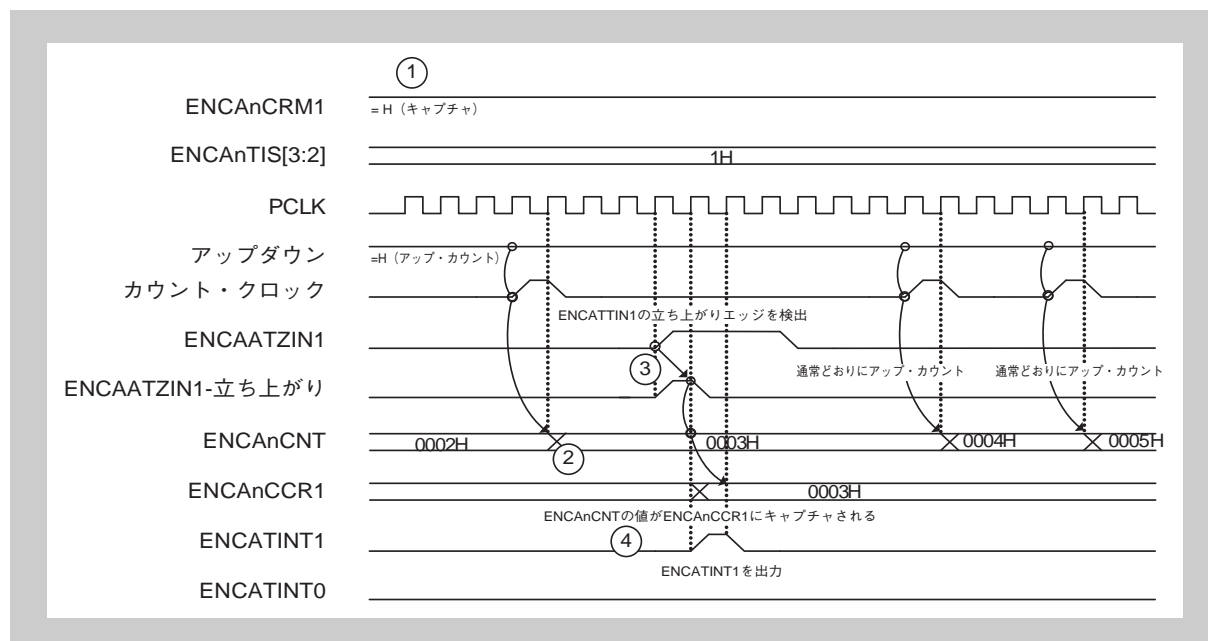 ①
ENCAnCRM1
= H（キャプチャ）
ENCAnTIS[3:2]
1H
PCLK
アップダウン
=H（アップ・カウント）
カウント・クロック
ENCATTIN1の立ち上がりエッジを検出
ENCAATZIN1
③
通常どおりにアップ・カウント
通常どおりにアップ・カウント
ENCAATZIN1-立ち上がり
ENCAnCNT
0002H
②
0003H
0004H
0005H
ENCAnCCR1
0003H
ENCAnCNTの値がENCAnCCR1にキャプチャされる
ENCATINT1
④
ENCATINT1を出力
ENCATINT0